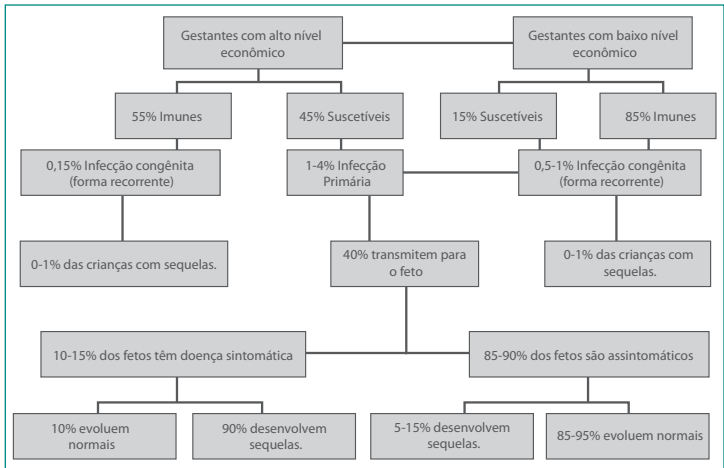 Gestantes com alto nível
econômico
Gestantes com baixo nível
econômico
55% Imunes
45% Suscetíveis
15% Suscetíveis
85% Imunes
0,15% Infecção congênita
(forma recorrente)
1-4% Infecção
Primária
0,5-1% Infecção congênita
(forma recorrente)
0-1% das crianças com sequelas.
40% transmitem para
o feto
0-1% das crianças com
sequelas.
10-15% dos fetos têm doença sintomática
85-90% dos fetos são assintomáticos
10% evoluem
normais
90% desenvolvem
sequelas.
5-15% desenvolvem
sequelas.
85-95% evoluem normais